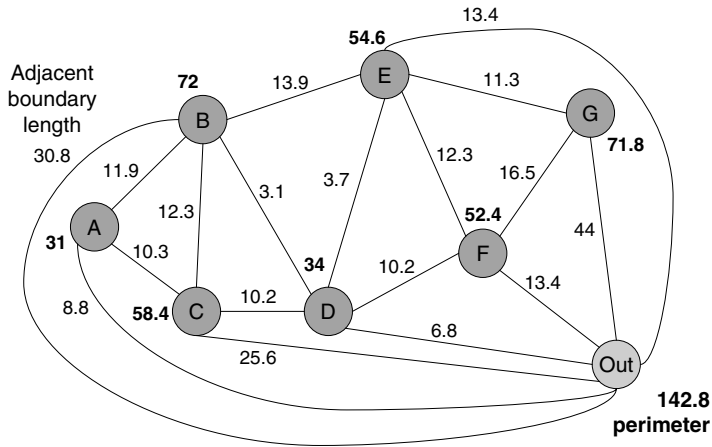 13.4
54.6
Adjacent
boundary
length
72
13.9
E
11.3
B
G
30.8
71.8
11.9
12.3
3.1
3.7
12.3
16.5
A
52.4
31
10.3
34
10.2
F
44
8.8
58.4
C
10.2
D
13.4
6.8
25.6
Out
142.8
perimeter